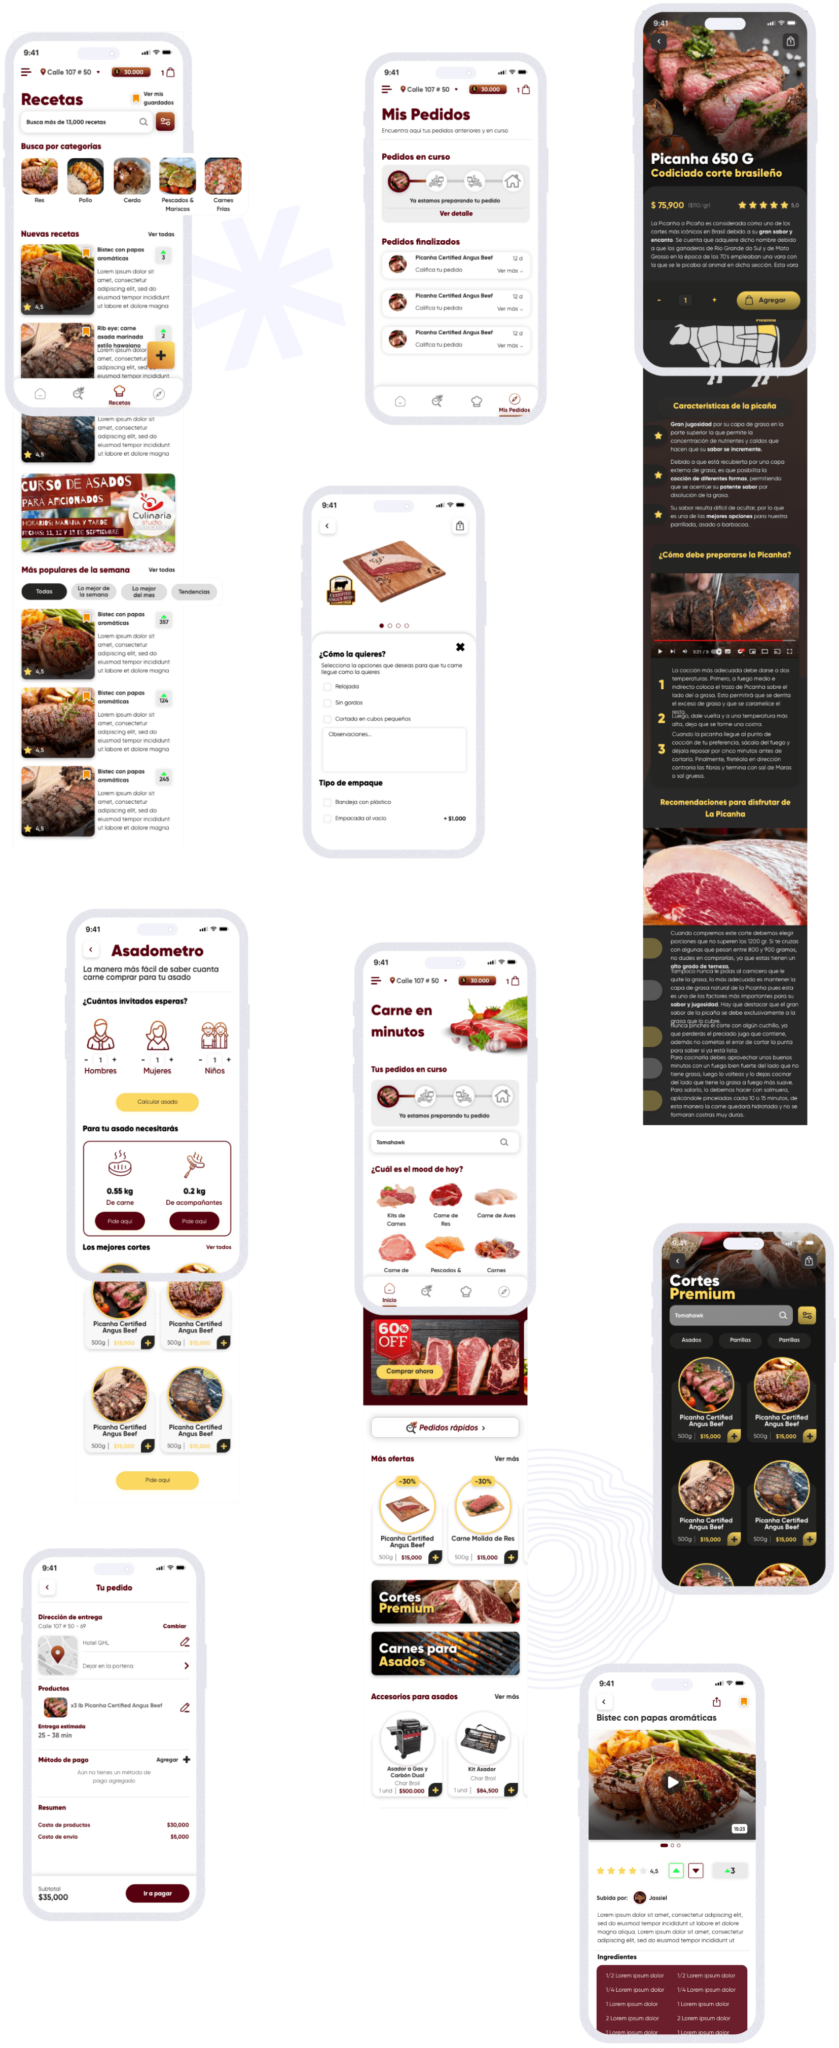 9:41
Calle 107 # 50
30.000
1
Recetas
Ver mis
guardados
Busca más de 13,000 recetas
Busca por categorías
Res
Pollo
Cerdo
Pescados &
Mariscos
Carnes
Frías
Nuevas recetas
Ver todas
Bistec con papas
aromáticas
3
Lorem ipsum dolor sit
amet, consectetur
adipiscing elit, sed do
eiusmod tempor incididunt
ut labore et dolore magna
4,5
Rib eye: carne
asada marinada
estilo hawaiano
2
Lorem ipsum dolor
amet, consectetur
adipiscing elit, sed
eiusmod tempor
incididunt
Recetas
Lorem ipsum dolor sit
amet, consectetur
adipiscing elit, sed do
eiusmod tempor incididunt
ut labore et dolore magna
4,5
CURSO DE ASADOS
PARA AFICIONADOS
HORARIOS: MAÑANA Y TARDE
FECHAS: 11, 12 Y 13 DE SEPTIEMBRE
Culinaria
studio
Más populares de la semana
Ver todas
Todas
Lo mejor de
la semana
Lo mejor
del mes
Tendencias
Bistec con papas
aromáticas
357
Lorem ipsum dolor sit
amet, consectetur
adipiscing elit, sed do
eiusmod tempor incididunt
ut labore et dolore magna
4,5
Bistec con papas
aromáticas
124
Lorem ipsum dolor sit
amet, consectetur
adipiscing elit, sed do
eiusmod tempor incididunt
ut labore et dolore magna
4,5
Bistec con papas
aromáticas
245
Lorem ipsum dolor sit
amet, consectetur
adipiscing elit, sed do
eiusmod tempor incididunt
ut labore et dolore magna
4,5
9:41
Calle 107 # 50
30.000
1
Mis Pedidos
Encuentra aquí tus pedidos anteriores y en curso
Pedidos en curso
Ya estamos preparando tu pedido
Ver detalle
Pedidos finalizados
Picanha Certified Angus Beef
12 d
Califica tu pedido
Ver más
Picanha Certified Angus Beef
12 d
Califica tu pedido
Ver más
Picanha Certified Angus Beef
12 d
Califica tu pedido
Ver más
Mis Pedidos
9:41
Picanha 650 G
Codiciado corte brasileño
$ 75,900
($110/gr)
5,0
La Picanha o Picaña es considerada como uno de los
cortes más icónicos en Brasil debido a su gran sabor y
encanto. Se cuenta que adquiere dicho nombre debido
a que los ganaderos de Rio Grande do Sul y de Mato
Grosso en la época de los 70's empleaban una vara con
la que se le picaba al animal en dicha sección. Esta vara
-
1
+
Agregar
PICANHA
Características de la picaña
Gran jugosidad por su capa de grasa en la
parte superior la que permite la
concentración de nutrientes y caldos que
hacen que su sabor se incremente.
Debido a que está recubierta por una capa
externa de grasa, es que posibilita la
cocción de diferentes formas, permitiendo
que se acentúe su potente sabor por
disolución de la grasa.
Su sabor resulta difícil de ocultar, por lo que
es una de las mejores opciones para nuestra
parrillada, asado o barbacoa.
¿Cómo debe prepararse la Picanha?
La cocción más adecuada debe darse a dos
temperaturas. Primero, a fuego medio e
indirecto coloca el trozo de Picanha sobre el
lado del a grasa. Esto permitirá que se derrita
el exceso de grasa y que se caramelice el
resto.
1
Luego, dale vuelta y a una temperatura más
alta, deja que se forme una costra.
2
Cuando la picanha llegue al punto de
cocción de tu preferencia, sácala del fuego y
déjala reposar por cinco minutos antes de
cortarla. Finalmente, filetéala en dirección
contraria las fibras y termina con sal de Maras
o sal gruesa.
3
Recomendaciones para disfrutar de
La Picanha
Cuando compremos este corte debemos elegir
porciones que no superen los 1200 gr. Si te cruzas
con algunas que pesan entre 800 y 900 gramos,
no dudes en comprarlas, ya que estas tienen un
alto grado de terneza.
Tampoco nunca le pidas al carnicero que le
quite la grasa, lo más adecuado es mantener la
capa de grasa natural de la Picanha pues esta
es uno de los factores más importantes para su
sabor y jugosidad. Hay que destacar que el gran
sabor de la picaña se debe exclusivamente a la
grasa que lo cubre.
Nunca pinches el corte con algún cuchillo, ya
que perderás el preciado jugo que contiene,
además no cometas el error de cortar la punta
para saber si ya está lista.
Para cocinarla debes aprovechar unos buenos
minutos con un fuego bien fuerte del lado que no
tiene grasa, luego la volteas y lo dejas cocinar
del lado que tiene la grasa a fuego más suave.
Para salarla, lo debemos hacer con salmuera,
aplicándole pinceladas cada 10 o 15 minutos, de
esta manera la carne quedará hidratada y no se
formaran costras muy duras.
9:41
CERTIFIED
ANGUS BEEF
¿Cómo la quieres?
Selecciona la opciones que deseas para que tu carne
llegue como la quieres
Relojada
Sin gordos
Cortada en cubos pequeños
Observaciones...
Tipo de empaque
Bandeja con plástico
Empacada al vacío
+ $1,000
9:41
Asadometro
La manera más fácil de saber cuanta
carne comprar para tu asado
¿Cuántos invitados esperas?
- 1 +
- 1 +
- 1 +
Hombres
Mujeres
Niños
Calcular asado
Para tu asado necesitarás
0.55 kg
0.2 kg
De carne
De acompañantes
Pide aquí
Pide aquí
Los mejores cortes
Ver todos
Picanha Certified
Angus Beef
500g | $15,000
Picanha Certified
Angus Beef
500g | $15,000
Picanha Certified
Angus Beef
500g | $15,000
Picanha Certified
Angus Beef
500g | $15,000
Pide aquí
9:41
Calle 107 # 50
30.000
1
Carne en
minutos
Tus pedidos en curso
Ya estamos preparando tu pedido
Tomahawk
¿Cuál es el mood de hoy?
Kits de
Carnes
Carne de
Res
Carne de Aves
Carne de
Pescados &
Carnes
Inicio
60%
OFF
Comprar ahora
Pedidos rápidos >
Más ofertas
Ver más
-30%
-30%
Picanha Certified
Angus Beef
500g | $15,000
Carne Molida de Res
500g | $15,000
Cortes
Premium
Carnes para
Asados
Accesorios para asados
Ver más
Asador a Gas y
Carbón Dual
Char Broil
1 und | $500.000
Kit Asador
Char Broil
1 und | $64,500
9:41
Cortes
Premium
Tomahawk
Asados
Parrillas
Parrillas
Picanha Certified
Angus Beef
500g | $15,000
Picanha Certified
Angus Beef
500g | $15,000
Picanha Certified
Angus Beef
500g | $15,000
Picanha Certified
Angus Beef
500g | $15,000
9:41
Tu pedido
Dirección de entrega
Calle 107 # 50 - 69
Cambiar
Hotel GHL
Dejar en la portería
Productos
x3 lb Picanha Certified Angus Beef
Entrega estimada
25 - 38 min
Método de pago
Agregar
Aún no tienes un método de
pago agregado
Resumen
Costo de productos
$30,000
Costo de envío
$5,000
Subtotal
$35,000
Ir a pagar
9:41
Bistec con papas aromáticas
10:23
4,5
3
Subida por:
Jassiel
Lorem ipsum dolor sit amet, consectetur adipiscing elit,
sed do eiusmod tempor incididunt ut labore et dolore
magna aliqua. Lorem ipsum dolor sit amet, consectetur
adipiscing elit, sed do eiusmod tempor incididunt ut
Ingredientes
1/2 Lorem ipsum dolor
1/2 Lorem ipsum dolor
1/4 Lorem ipsum dolor
1/4 Lorem ipsum dolor
1 Lorem ipsum dolor
1 Lorem ipsum dolor
2 Lorem ipsum dolor
2 Lorem ipsum dolor
1 Lorem ipsum dolor
1 Lorem ipsum dolor